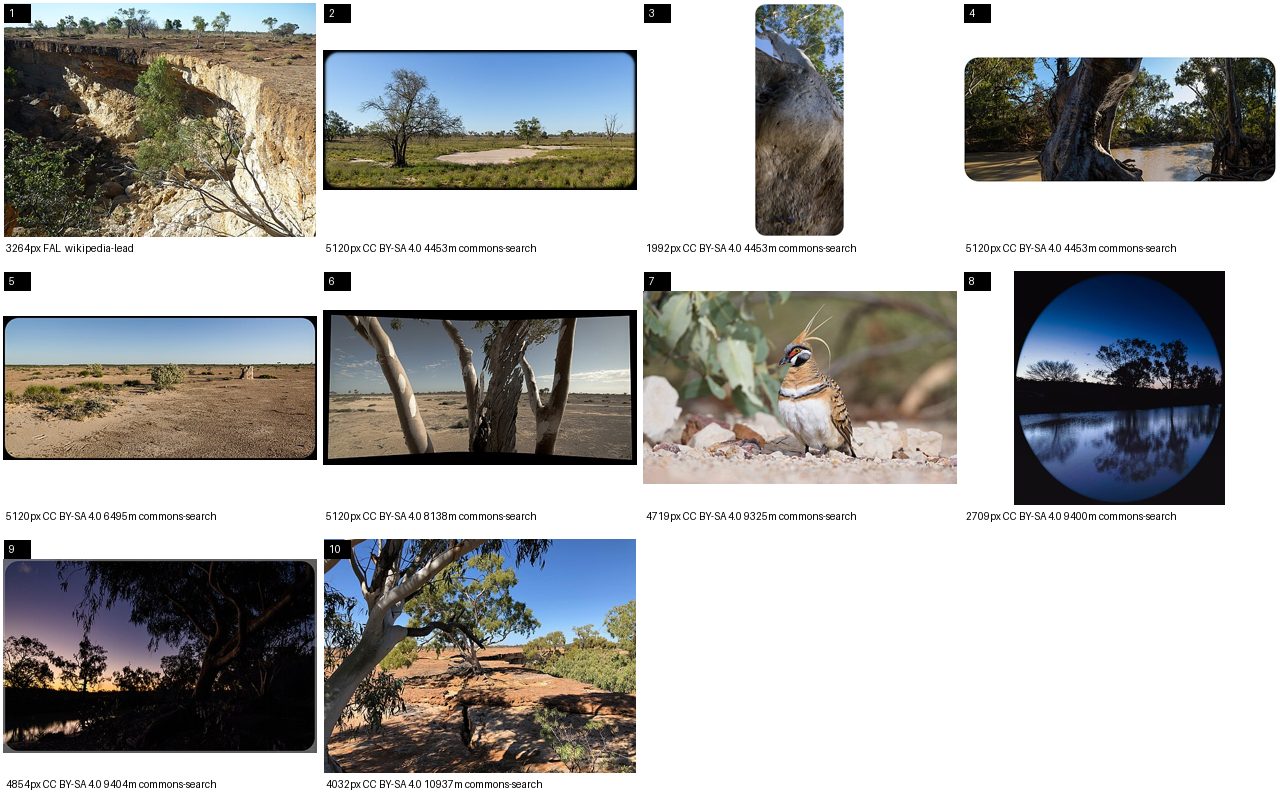 1
2
3
4
3264px FAL wikipedia-lead
5120px CC BY-SA 4.0 4453m commons-search
1992px CC BY-SA 4.0 4453m commons-search
5120px CC BY-SA 4.0 4453m commons-search
5
6
7
8
5120px CC BY-SA 4.0 6495m commons-search
5120px CC BY-SA 4.0 8138m commons-search
4719px CC BY-SA 4.0 9325m commons-search
2709px CC BY-SA 4.0 9400m commons-search
9
10
4854px CC BY-SA 4.0 9404m commons-search
4032px CC BY-SA 4.0 10937m commons-search